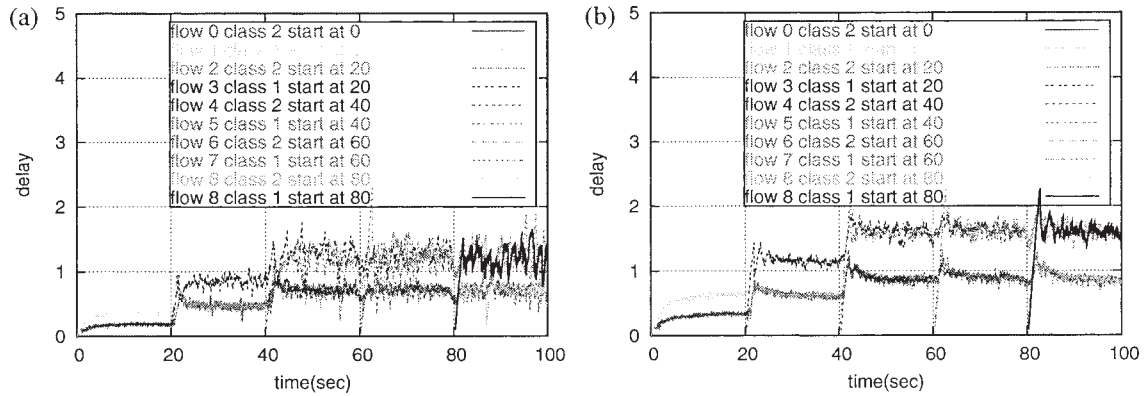 (a)
5
4
3
2
1
0
delay
flow 0 class 2 start at 0
flow 2 class 2 start at 20
flow 3 class 1 start at 20
flow 4 class 2 start at 40
flow 5 class 1 start at 40
flow 6 class 2 start at 60
flow 7 class 1 start at 60
flow 8 class 2 start at 80
flow 8 class 1 start at 80
0 20 40 60 80 100
time(sec)
(b)
5
4
3
2
1
0
delay
flow 0 class 2 start at 0
flow 2 class 2 start at 20
flow 3 class 1 start at 20
flow 4 class 2 start at 40
flow 5 class 1 start at 40
flow 6 class 2 start at 60
flow 7 class 1 start at 60
flow 8 class 2 start at 80
flow 8 class 1 start at 80
0 20 40 60 80 100
time(sec)